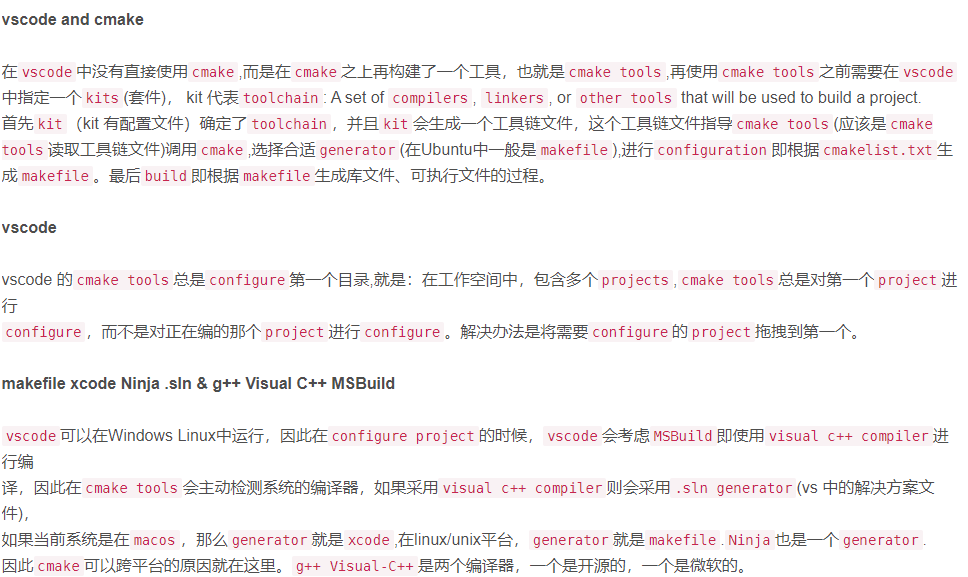 vscode and cmake
在 vscode 中没有直接使用 cmake ,而是在 cmake 之上再构建了一个工具，也就是 cmake tools ,再使用 cmake tools 之前需要在 vscode
中指定一个 kits (套件)， kit 代表 toolchain : A set of compilers , linkers , or other tools that will be used to build a project.
首先 kit （kit 有配置文件）确定了 toolchain ，并且 kit 会生成一个工具链文件，这个工具链文件指导 cmake tools (应该是 cmake
tools 读取工具链文件)调用 cmake ,选择合适 generator (在Ubuntu中一般是 makefile ),进行 configuration 即根据 cmakelist.txt 生
成 makefile 。最后 build 即根据 makefile 生成库文件、可执行文件的过程。
vscode
vscode 的 cmake tools 总是 configure 第一个目录,就是：在工作空间中，包含多个 projects , cmake tools 总是对第一个 project 进
行
configure ，而不是对正在编的那个 project 进行 configure 。解决办法是将需要 configure 的 project 拖拽到第一个。
makefile xcode Ninja .sln & g++ Visual C++ MSBuild
vscode 可以在Windows Linux中运行，因此在 configure project 的时候， vscode 会考虑 MSBuild 即使用 visual c++ compiler 进
行编
译，因此在 cmake tools 会主动检测系统的编译器，如果采用 visual c++ compiler 则会采用 .sln generator (vs 中的解决方案文
件),
如果当前系统是在 macos ，那么 generator 就是 xcode ,在linux/unix平台， generator 就是 makefile . Ninja 也是一个 generator .
因此 cmake 可以跨平台的原因就在这里。 g++ Visual-C++ 是两个编译器，一个是开源的，一个是微软的。